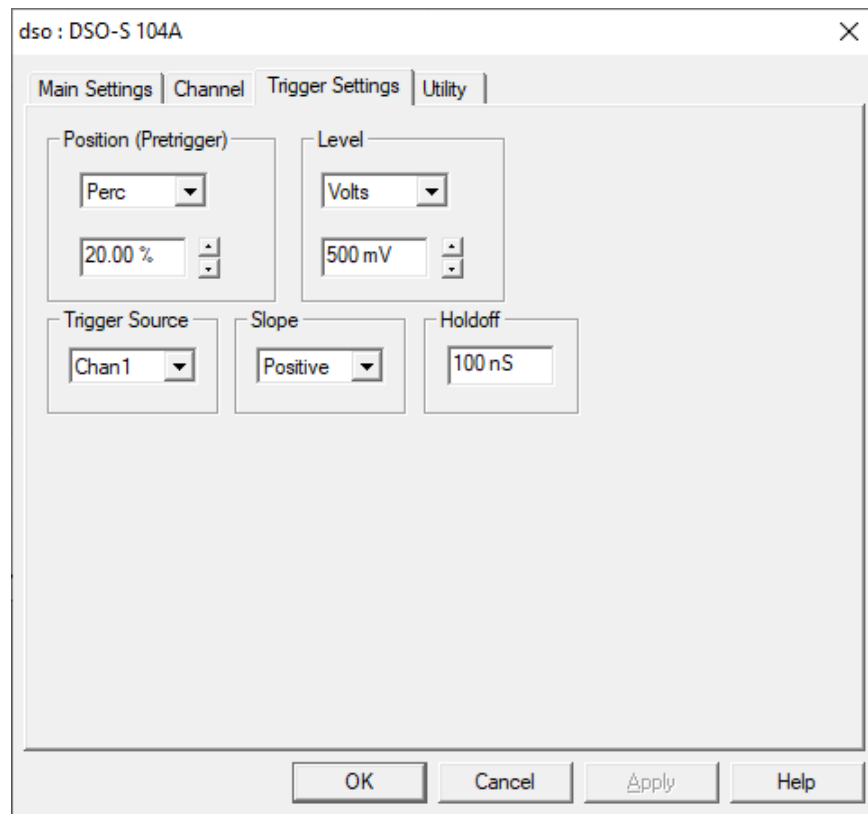 dso : DSO-S 104A
Main Settings Channel Trigger Settings Utility
Position (Pretrigger) Level
Perc Volts
20.00 % 500 mV
Trigger Source Slope Holdoff
Chan1 Positive 100 nS
OK Cancel Apply Help